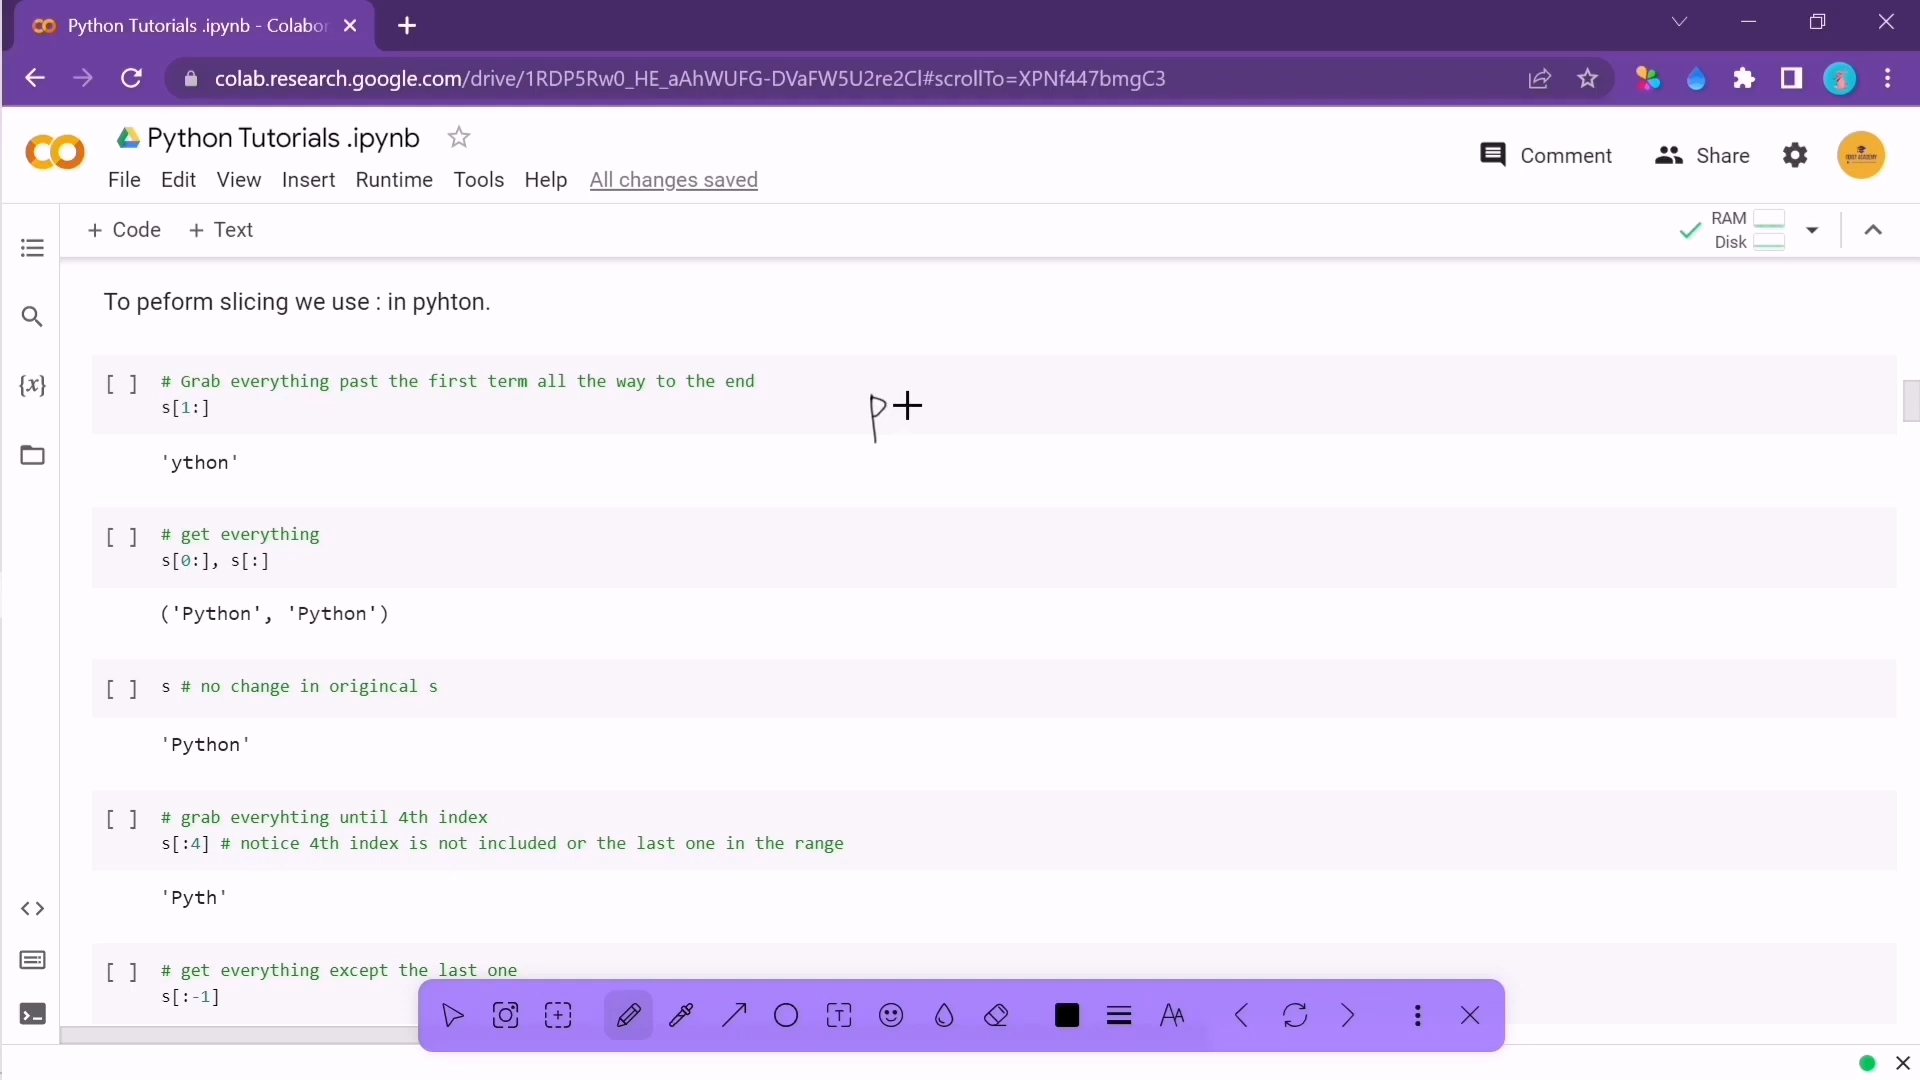 Python Tutorials .ipynb - Colabor
colab.research.google.com/drive/1RDP5Rw0_HE_aAhWUFG-DVaFW5U2re2Cl#scrollTo=XPNf447bmgC3
Python Tutorials .ipynb
Comment
Share
File Edit View Insert Runtime Tools Help All changes saved
+ Code + Text
RAM
Disk
To peform slicing we use : in pyhton.
[ ] # Grab everything past the first term all the way to the end
s[1:]
P
'ython'
[ ] # get everything
s[0:], s[:]
('Python', 'Python')
[ ] s # no change in origincal s
'Python'
[ ] # grab everyhting until 4th index
s[:4] # notice 4th index is not included or the last one in the range
'Pyth'
[ ] # get everything except the last one
s[:-1]